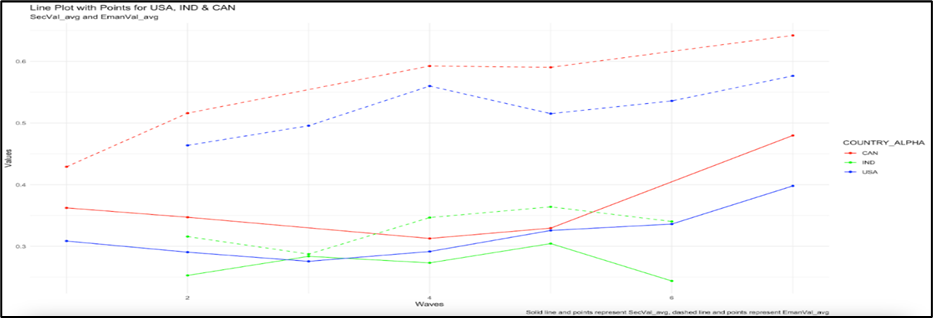 Line Plot with Points for USA, IND & CAN
SecVal_avg and EmanVal_avg
0.6
0.5
0.4
0.3
Values
2
4
6
Waves
COUNTRY_ALPHA
CAN
IND
USA
Solid line and points represent SecVal_avg, dashed line and points represent EmanVal_avg